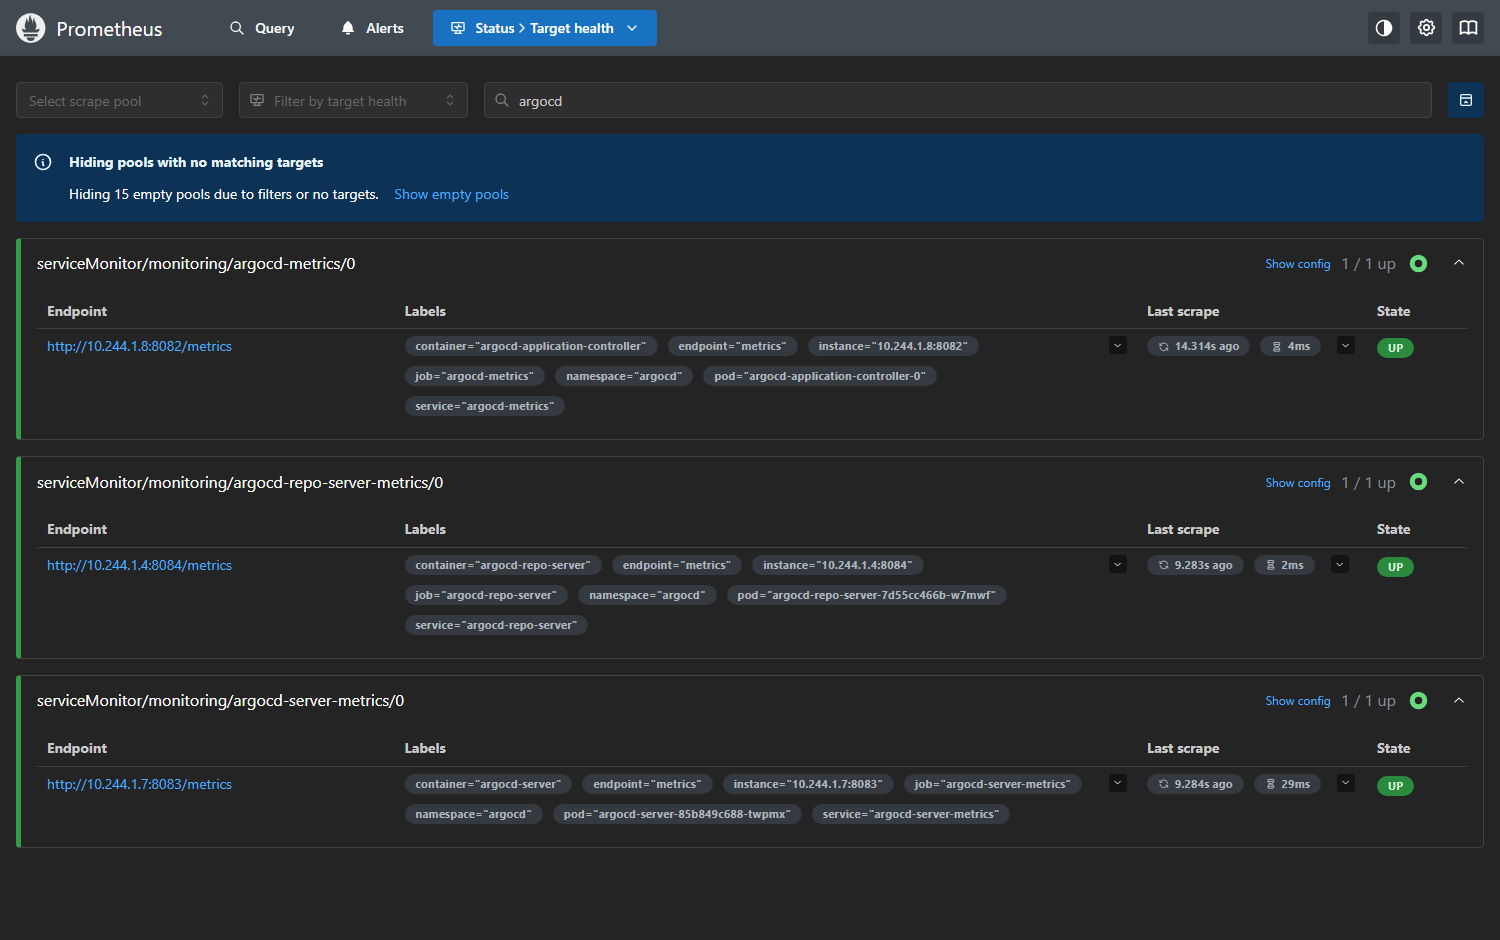 Prometheus Query Alerts Status > Target health
Select scrape pool Filter by target health argocd
Hiding pools with no matching targets
Hiding 15 empty pools due to filters or no targets. Show empty pools
serviceMonitor/monitoring/argocd-metrics/0 Show config 1 / 1 up
Endpoint Labels Last scrape State
http://10.244.1.8:8082/metrics container="argocd-application-controller" endpoint="metrics" instance="10.244.1.8:8082" 14.314s ago 4ms UP
job="argocd-metrics" namespace="argocd" pod="argocd-application-controller-0"
service="argocd-metrics"
serviceMonitor/monitoring/argocd-repo-server-metrics/0 Show config 1 / 1 up
Endpoint Labels Last scrape State
http://10.244.1.4:8084/metrics container="argocd-repo-server" endpoint="metrics" instance="10.244.1.4:8084" 9.283s ago 2ms UP
job="argocd-repo-server" namespace="argocd" pod="argocd-repo-server-7d55cc466b-w7mwf"
service="argocd-repo-server"
serviceMonitor/monitoring/argocd-server-metrics/0 Show config 1 / 1 up
Endpoint Labels Last scrape State
http://10.244.1.7:8083/metrics container="argocd-server" endpoint="metrics" instance="10.244.1.7:8083" job="argocd-server-metrics" 9.284s ago 29ms UP
namespace="argocd" pod="argocd-server-85b849c688-twpmx" service="argocd-server-metrics"